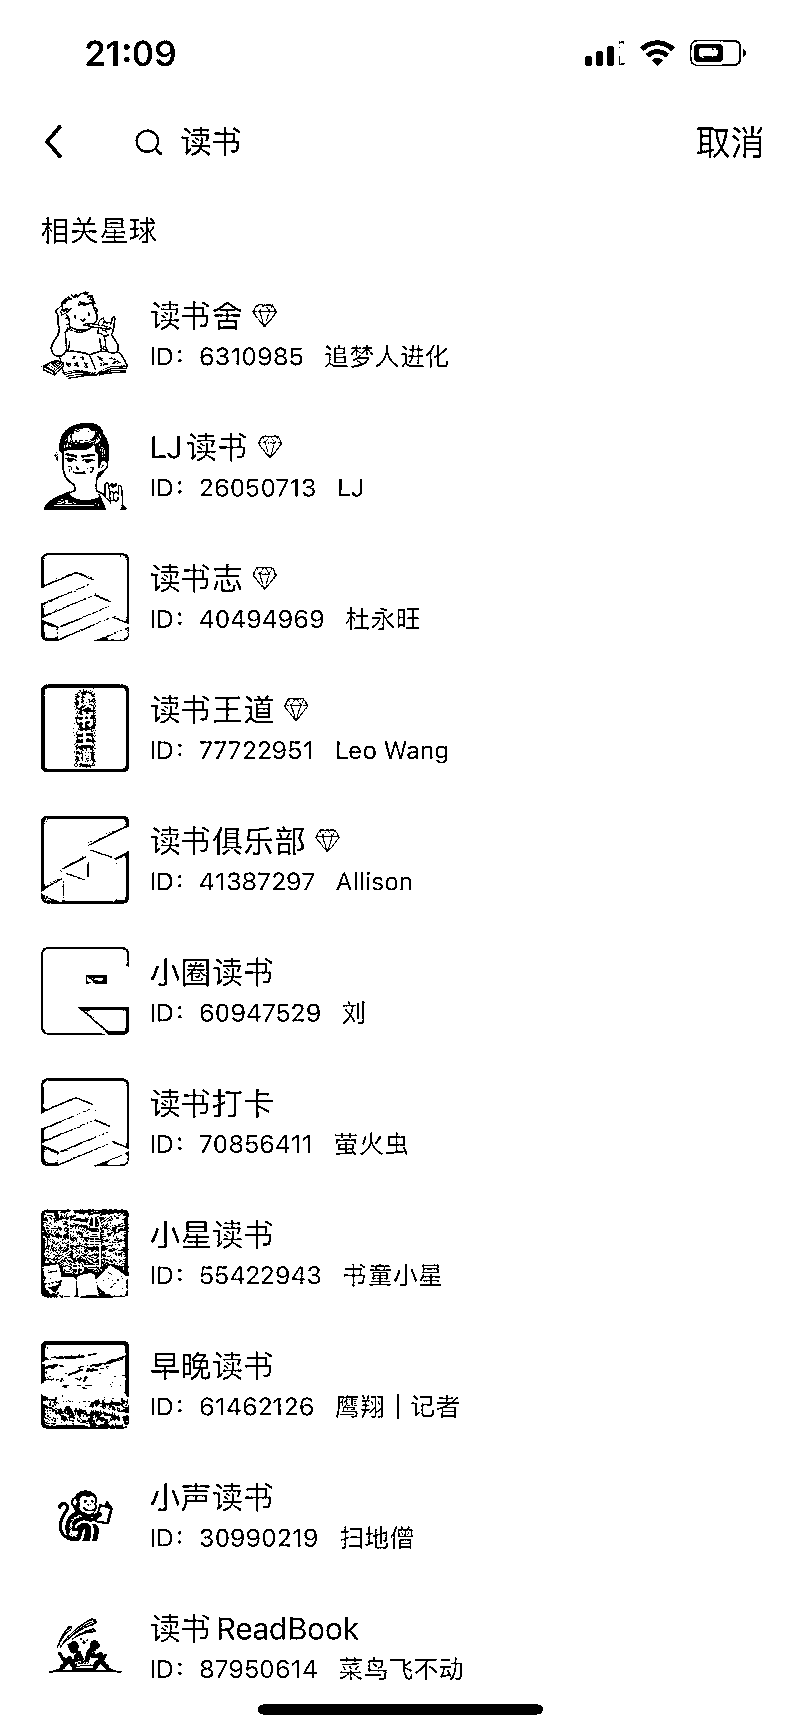 21:09
读书
取消
相关星球
读书舍
ID：6310985 追梦人进化
LJ读书
ID：26050713 LJ
读书志
ID：40494969 杜永旺
读书王道
读书王道
ID：77722951 Leo Wang
读书俱乐部
ID：41387297 Allison
小圈读书
ID：60947529 刘
读书打卡
ID：70856411 萤火虫
小星读书
ID：55422943 书童小星
早晚读书
ID：61462126 鹰翔｜记者
小声读书
ID：30990219 扫地僧
读书 ReadBook
ID：87950614 菜鸟飞不动